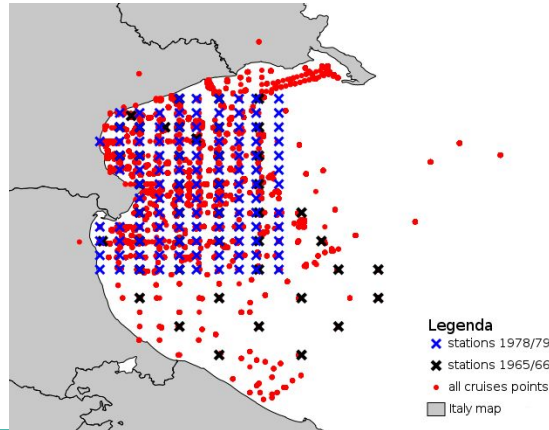 Legenda
stations 1978/79
stations 1965/66
all cruises points
Italy map